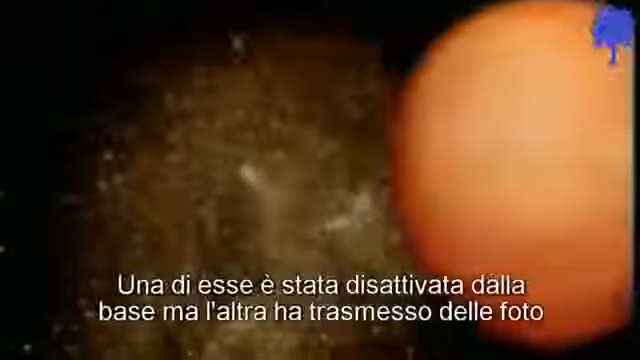 Una di esse è stata disattivata dalla
base ma l'altra ha trasmesso delle foto